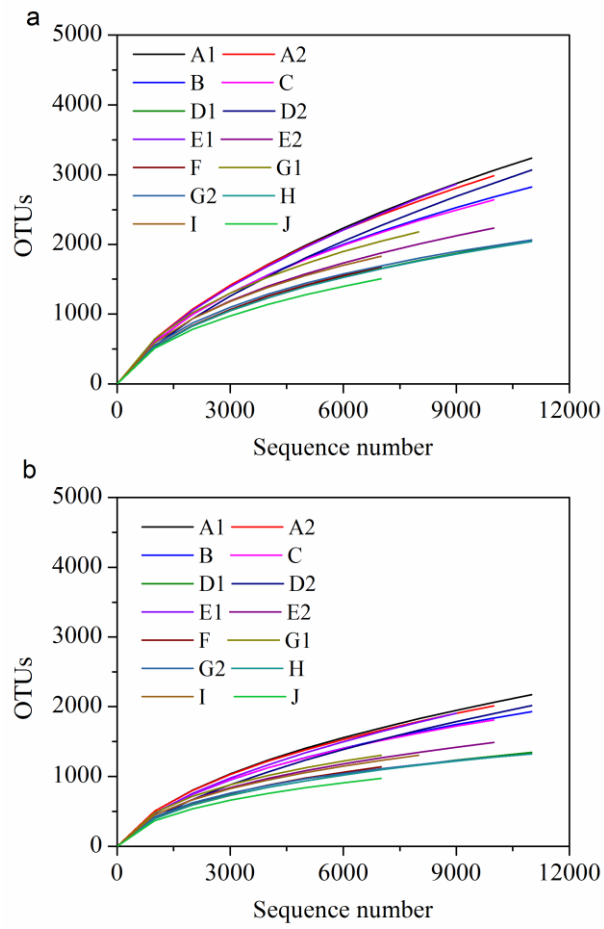 a
5000
4000
3000
2000
1000
0
OTUs
A1 A2
B C
D1 D2
E1 E2
F G1
G2 H
I J
0 3000 6000 9000 12000
Sequence number
b
5000
4000
3000
2000
1000
0
OTUs
A1 A2
B C
D1 D2
E1 E2
F G1
G2 H
I J
0 3000 6000 9000 12000
Sequence number